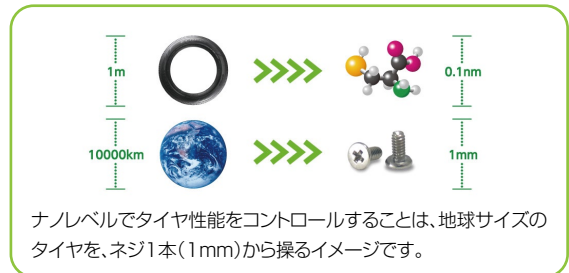 1m
0.1nm
10000km
1mm
ナノレベルでタイヤ性能をコントロールすることは、地球サイズの
タイヤを、ネジ1本（1mm）から操るイメージです。